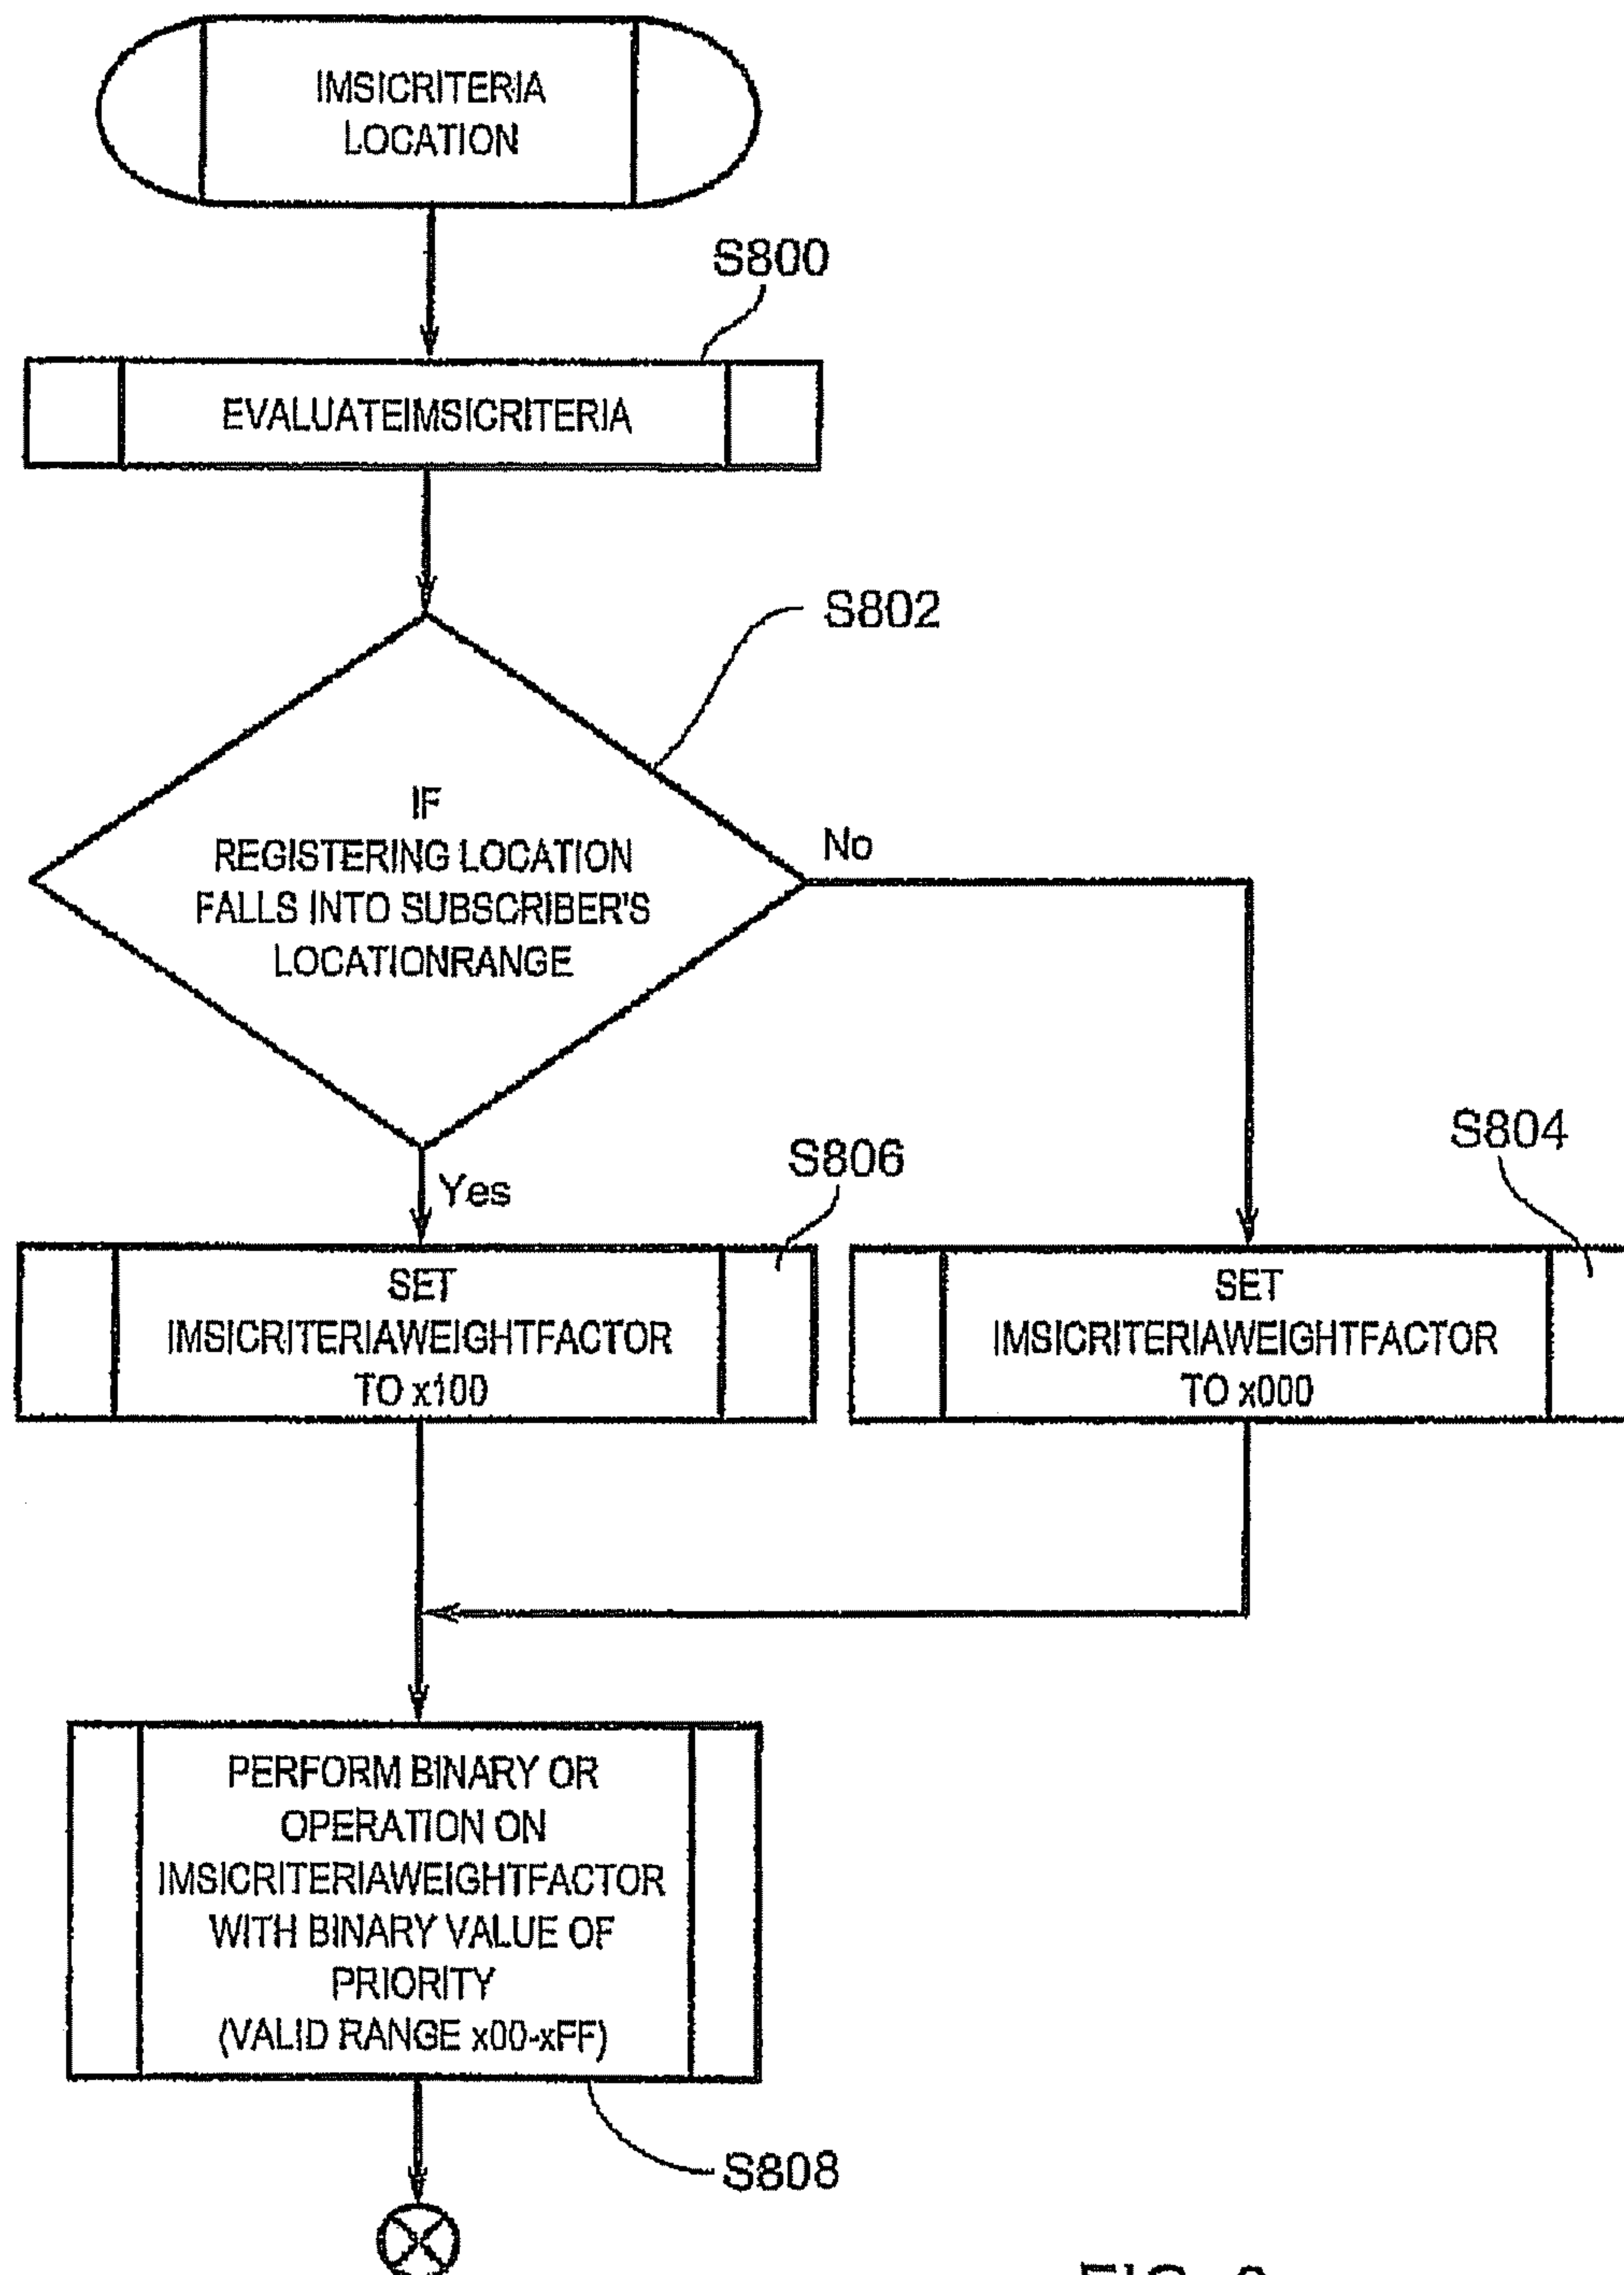 IMSICRITERIA
LOCATION
S800
EVALUATEIMSICRITERIA
S802
IF
REGISTERING LOCATION
FALLS INTO SUBSCRIBER'S
LOCATIONRANGE
No
Yes
S806
S804
SET
IMSICRITERIAWEIGHTFACTOR
TO x100
SET
IMSICRITERIAWEIGHTFACTOR
TO x000
PERFORM BINARY OR
OPERATION ON
IMSICRITERIAWEIGHTFACTOR
WITH BINARY VALUE OF
PRIORITY
(VALID RANGE x00-xFF)
S808
FIG.